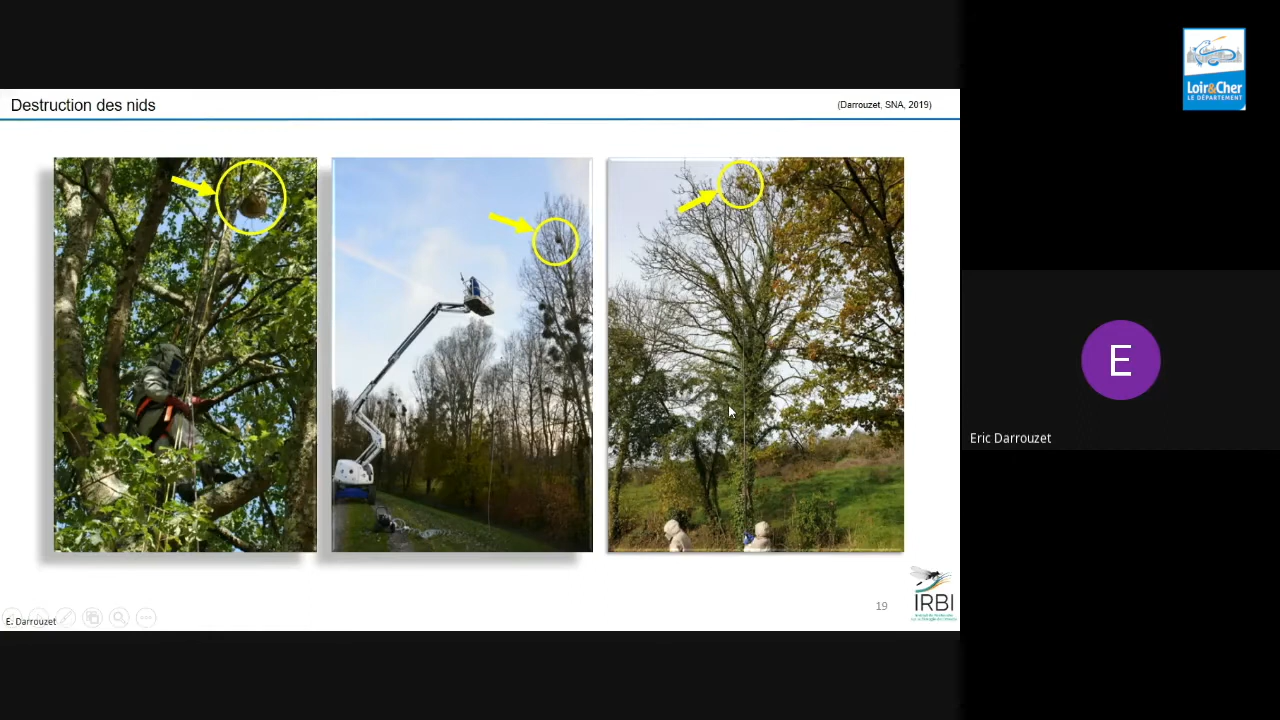 Destruction des nids
(Darrouzet, SNA, 2019)
Loir&Cher
LE DÉPARTEMENT
E
Eric Darrouzet
19
IRBI
E. Darrouzet